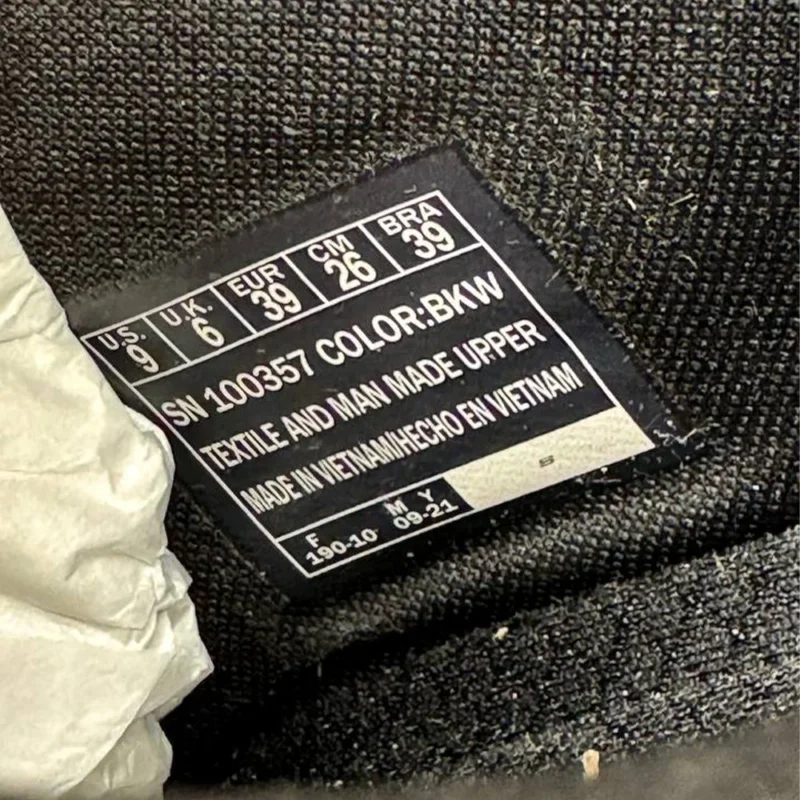 U.S. U.K. EUR CM BRA
9 6 39 26 39
SN 100357 COLOR:BKW
TEXTILE AND MAN MADE UPPER
MADE IN VIETNAM/HECHO EN VIETNAM
F M Y
190-10 09-21